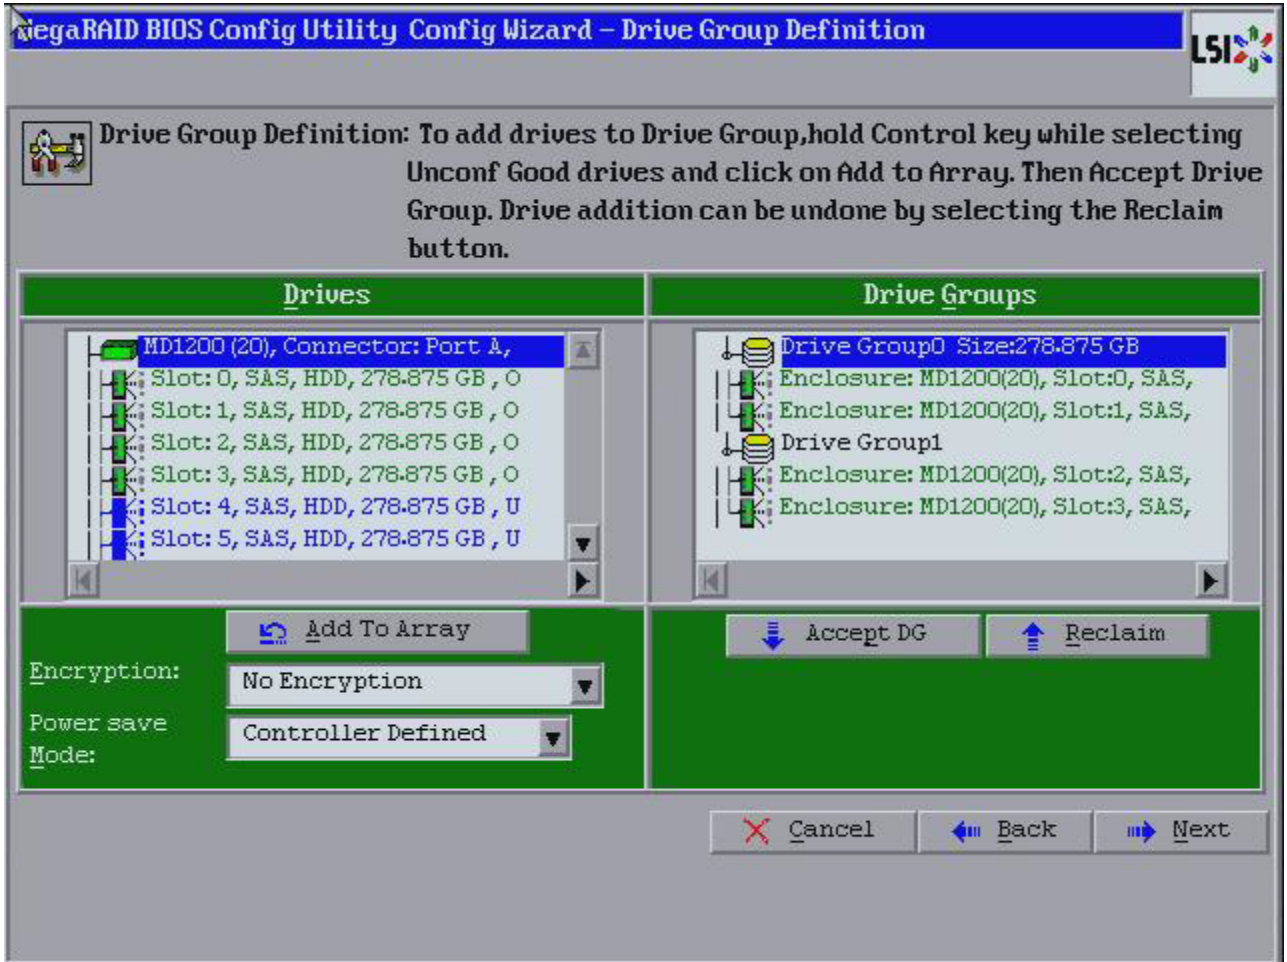 MegaRAID BIOS Config Utility Config Wizard – Drive Group Definition
LSI
Drive Group Definition: To add drives to Drive Group,hold Control key while selecting
Unconf Good drives and click on Add to Array. Then Accept Drive
Group. Drive addition can be undone by selecting the Reclaim
button.
Drives
MD1200 (20), Connector: Port A,
Slot: 0, SAS, HDD, 278.875 GB , O
Slot: 1, SAS, HDD, 278.875 GB , O
Slot: 2, SAS, HDD, 278.875 GB , O
Slot: 3, SAS, HDD, 278.875 GB , O
Slot: 4, SAS, HDD, 278.875 GB , U
Slot: 5, SAS, HDD, 278.875 GB , U
Add To Array
Encryption:
No Encryption
Power save
Mode:
Controller Defined
Drive Groups
Drive Group0 Size:278.875 GB
Enclosure: MD1200(20), Slot:0, SAS,
Enclosure: MD1200(20), Slot:1, SAS,
Drive Group1
Enclosure: MD1200(20), Slot:2, SAS,
Enclosure: MD1200(20), Slot:3, SAS,
Accept DG
Reclaim
Cancel
Back
Next